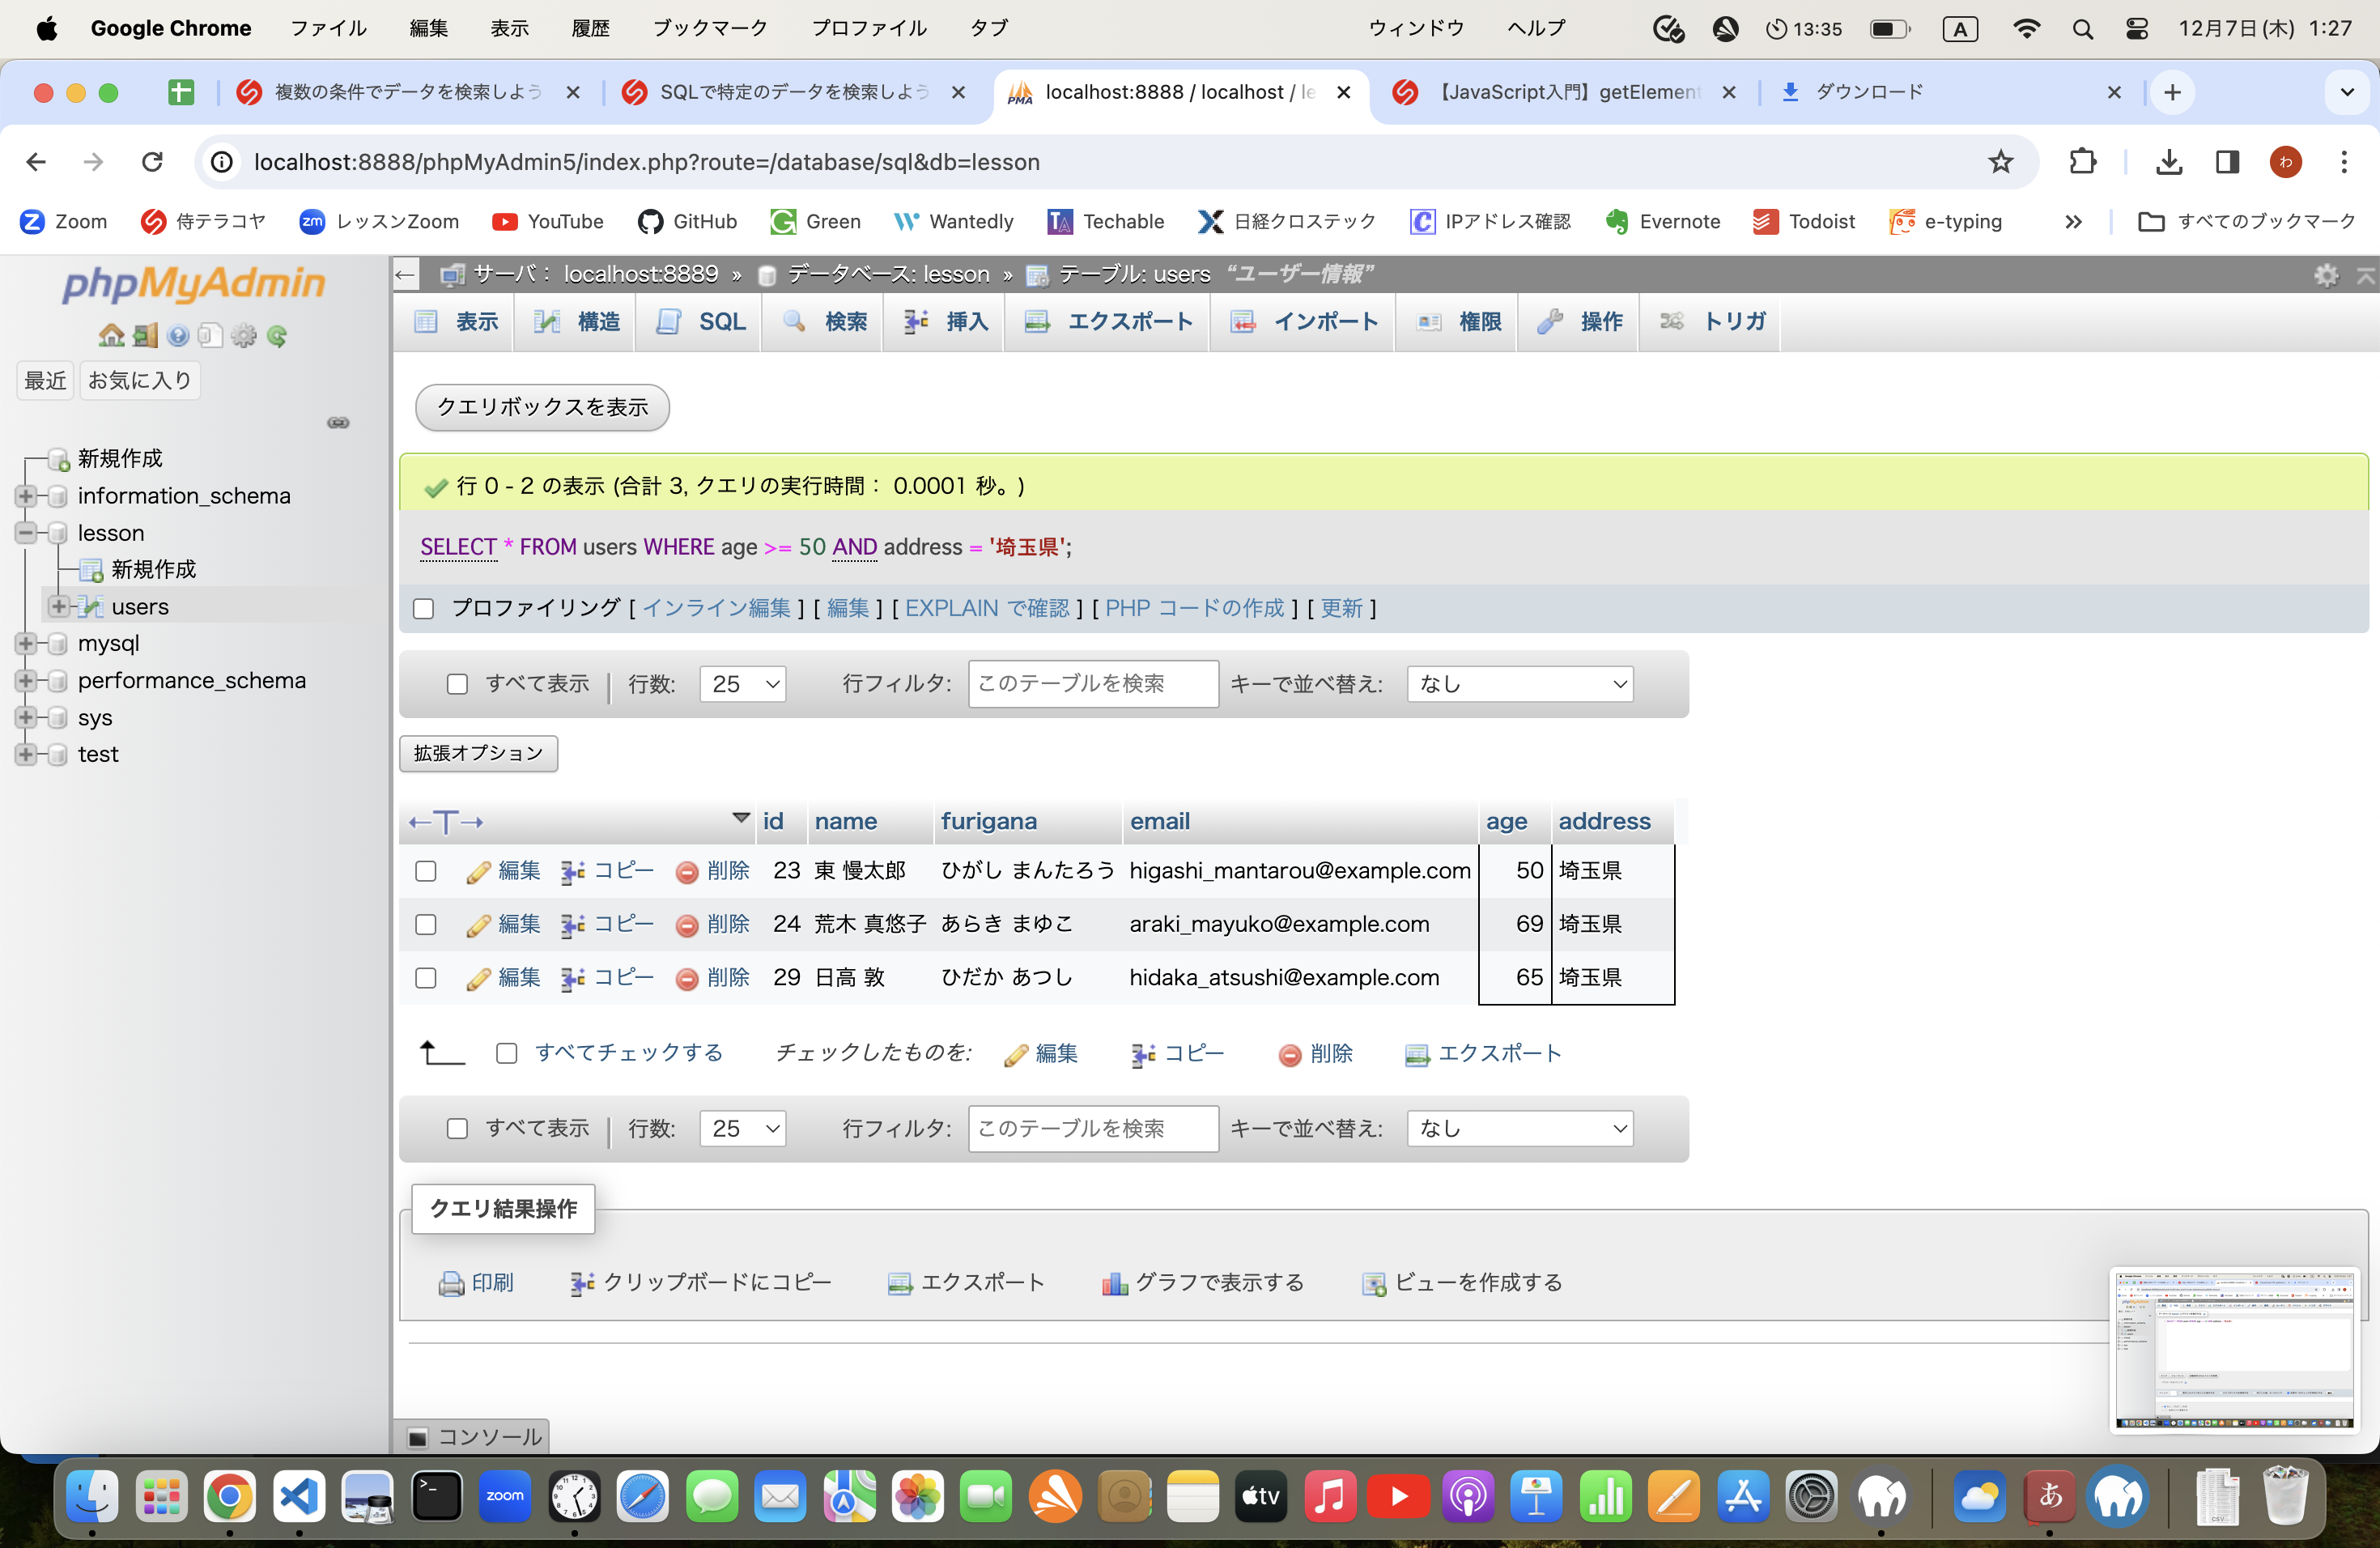 Google Chrome ファイル 編集 表示 履歴 ブックマーク プロファイル タブ ウィンドウ ヘルプ 13:35 A 12月7日(木) 1:27
複数の条件でデータを検索しよう SQLで特定のデータを検索しよう PMA localhost:8888 / localhost / le 【JavaScript入門】getElement ダウンロード
localhost:8888/phpMyAdmin5/index.php?route=/database/sql&db=lesson わ
Zoom 侍テラコヤ zm レッスンZoom YouTube GitHub Green Wantedly Techable 日経クロステック IPアドレス確認 Evernote Todoist e-typing すべてのブックマーク
phpMyAdmin
最近 お気に入り
新規作成
information_schema
lesson
新規作成
users
mysql
performance_schema
sys
test
サーバ： localhost:8889 » データベース: lesson » テーブル: users “ユーザー情報”
表示 構造 SQL 検索 挿入 エクスポート インポート 権限 操作 トリガ
クエリボックスを表示
行 0 - 2 の表示 (合計 3, クエリの実行時間： 0.0001 秒。)
SELECT * FROM users WHERE age >= 50 AND address = '埼玉県';
プロファイリング [ インライン編集 ] [ 編集 ] [ EXPLAIN で確認 ] [ PHP コードの作成 ] [ 更新 ]
すべて表示 行数: 25 行フィルタ: このテーブルを検索 キーで並べ替え: なし
拡張オプション
←T→ id name furigana email age address
編集 コピー 削除 23 東 慢太郎 ひがし まんたろう higashi_mantarou@example.com 50 埼玉県
編集 コピー 削除 24 荒木 真悠子 あらき まゆこ araki_mayuko@example.com 69 埼玉県
編集 コピー 削除 29 日高 敦 ひだか あつし hidaka_atsushi@example.com 65 埼玉県
すべてチェックする チェックしたものを: 編集 コピー 削除 エクスポート
すべて表示 行数: 25 行フィルタ: このテーブルを検索 キーで並べ替え: なし
クエリ結果操作
印刷 クリップボードにコピー エクスポート グラフで表示する ビューを作成する
コンソール
zoom tv あ CSV